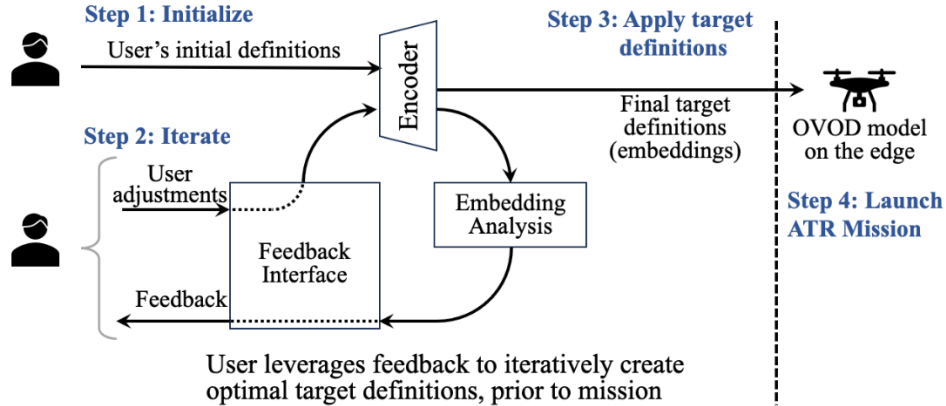 Step 1: Initialize
User's initial definitions
Encoder
Step 3: Apply target
definitions
Final target
definitions
(embeddings)
OVOD model
on the edge
Step 2: Iterate
User
adjustments
Feedback
Interface
Embedding
Analysis
Step 4: Launch
ATR Mission
Feedback
User leverages feedback to iteratively create
optimal target definitions, prior to mission